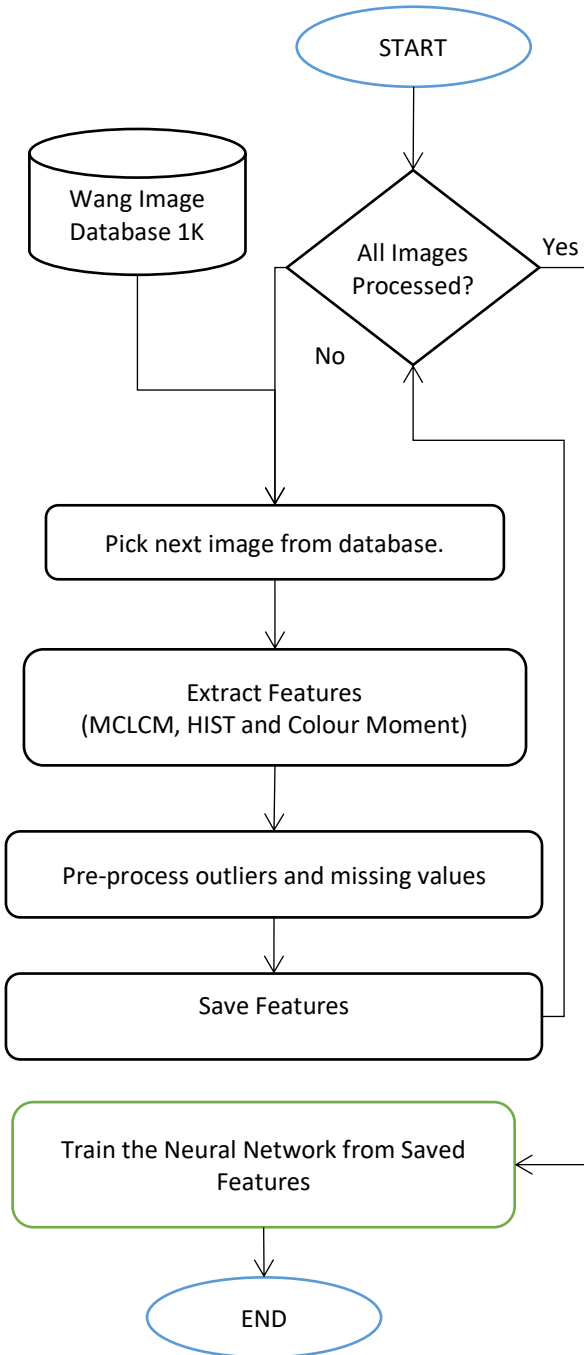 START
Wang Image
Database 1K
All Images
Processed?
Yes
No
Pick next image from database.
Extract Features
(MCLCM, HIST and Colour Moment)
Pre-process outliers and missing values
Save Features
Train the Neural Network from Saved
Features
END